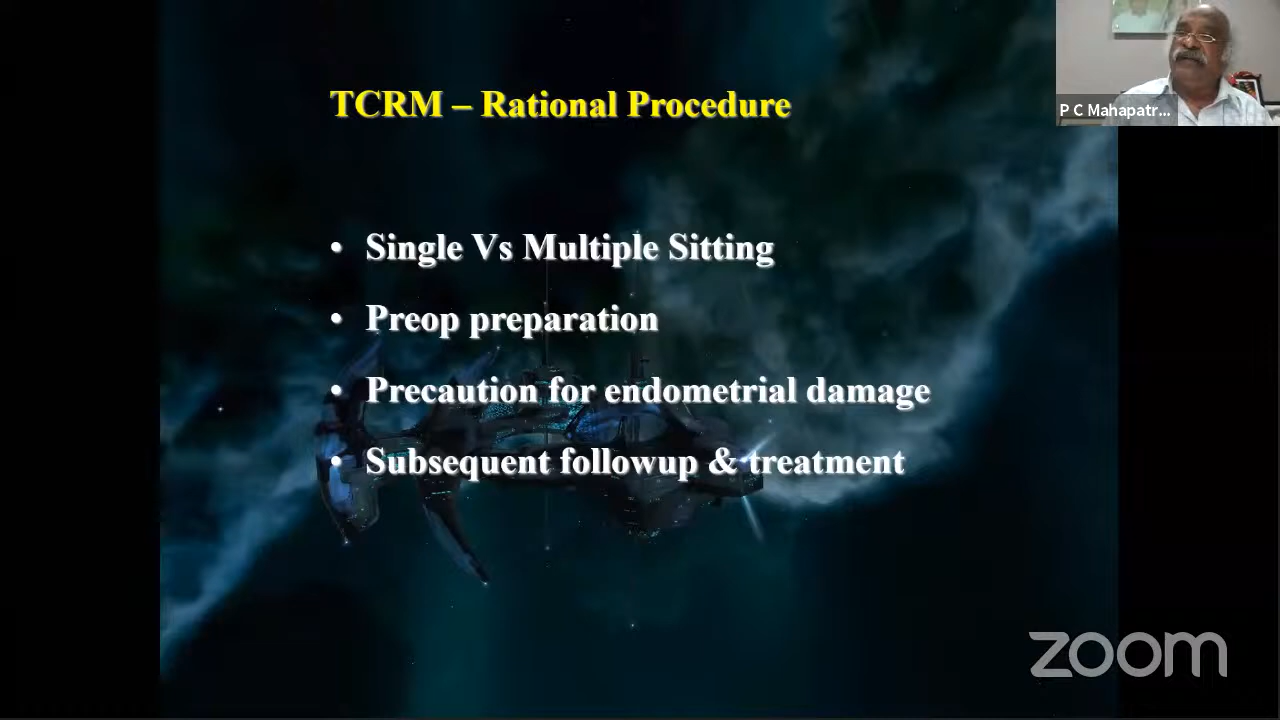 TCRM – Rational Procedure
P C Mahapatr...
• Single Vs Multiple Sitting
• Preop preparation
• Precaution for endometrial damage
• Subsequent followup & treatment
zoom